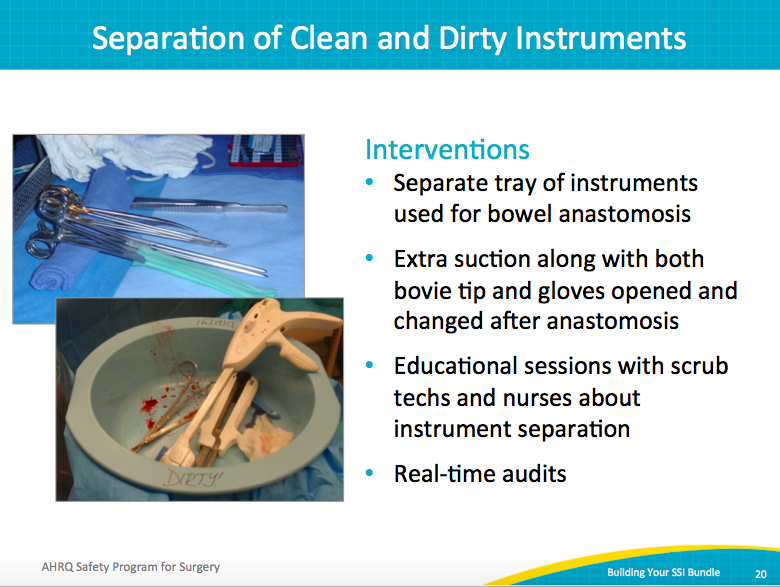 Separation of Clean and Dirty Instruments
Interventions
• Separate tray of instruments
used for bowel anastomosis
• Extra suction along with both
bovie tip and gloves opened and
changed after anastomosis
• Educational sessions with scrub
techs and nurses about
instrument separation
• Real-time audits
DIRTY!
AHRQ Safety Program for Surgery
Building Your SSI Bundle
20